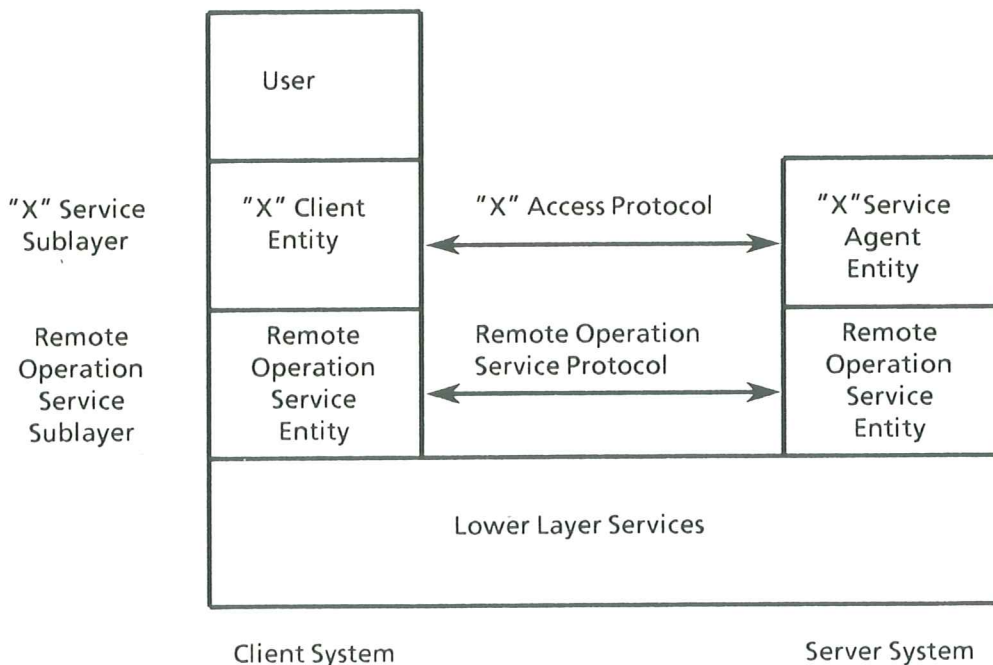 User
"X" Service
Sublayer
"X" Client
Entity
"X" Access Protocol
"X"Service
Agent
Entity
Remote
Operation
Service
Sublayer
Remote
Operation
Service
Entity
Remote Operation
Service Protocol
Remote
Operation
Service
Entity
Lower Layer Services
Client System
Server System